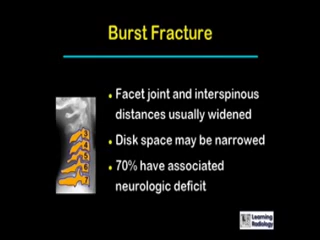 Burst Fracture
• Facet joint and interspinous
distances usually widened
• Disk space may be narrowed
• 70% have associated
neurologic deficit
Learning
Radiology